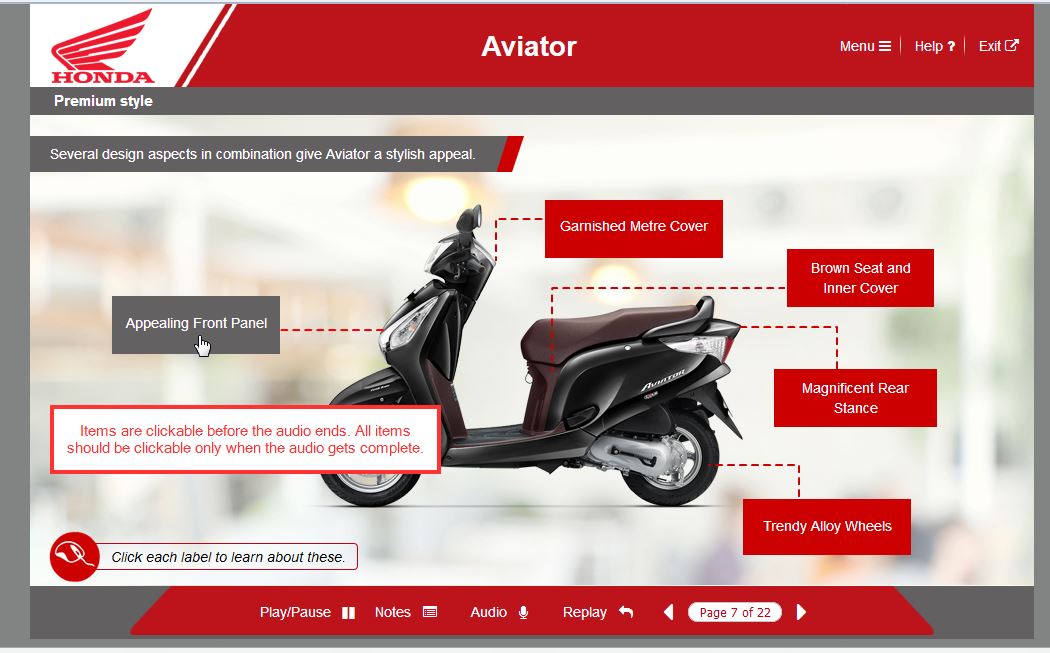 HONDA
Aviator
Menu
Help ?
Exit
Premium style
Several design aspects in combination give Aviator a stylish appeal.
Garnished Metre Cover
Brown Seat and
Inner Cover
Appealing Front Panel
AVIATOR
Magnificent Rear
Stance
Items are clickable before the audio ends. All items
should be clickable only when the audio gets complete.
Trendy Alloy Wheels
Click each label to learn about these.
Play/Pause
Notes
Audio
Replay
Page 7 of 22